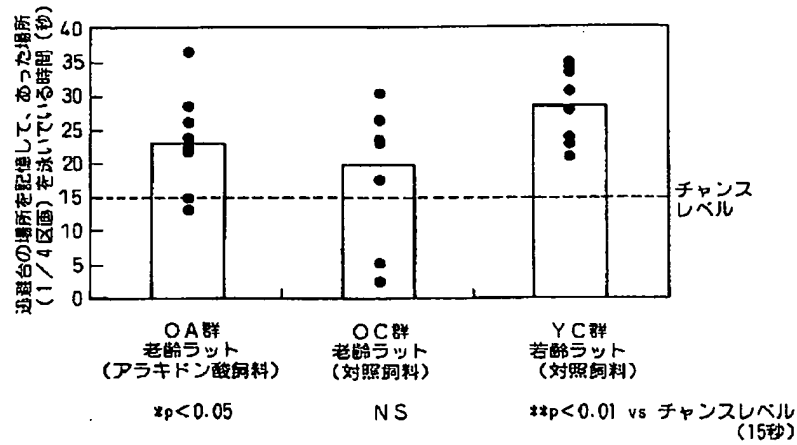 逃避台の場所を記憶して、あった場所
(1/4区画)を泳いでいる時間(秒)
40
35
30
25
20
15
10
5
0
チャンス
レベル
OA群
老齢ラット
(アラキドン酸飼料)
OC群
老齢ラット
(対照飼料)
YC群
若齢ラット
(対照飼料)
*p<0.05
NS
**p<0.01 vs チャンスレベル
(15秒)